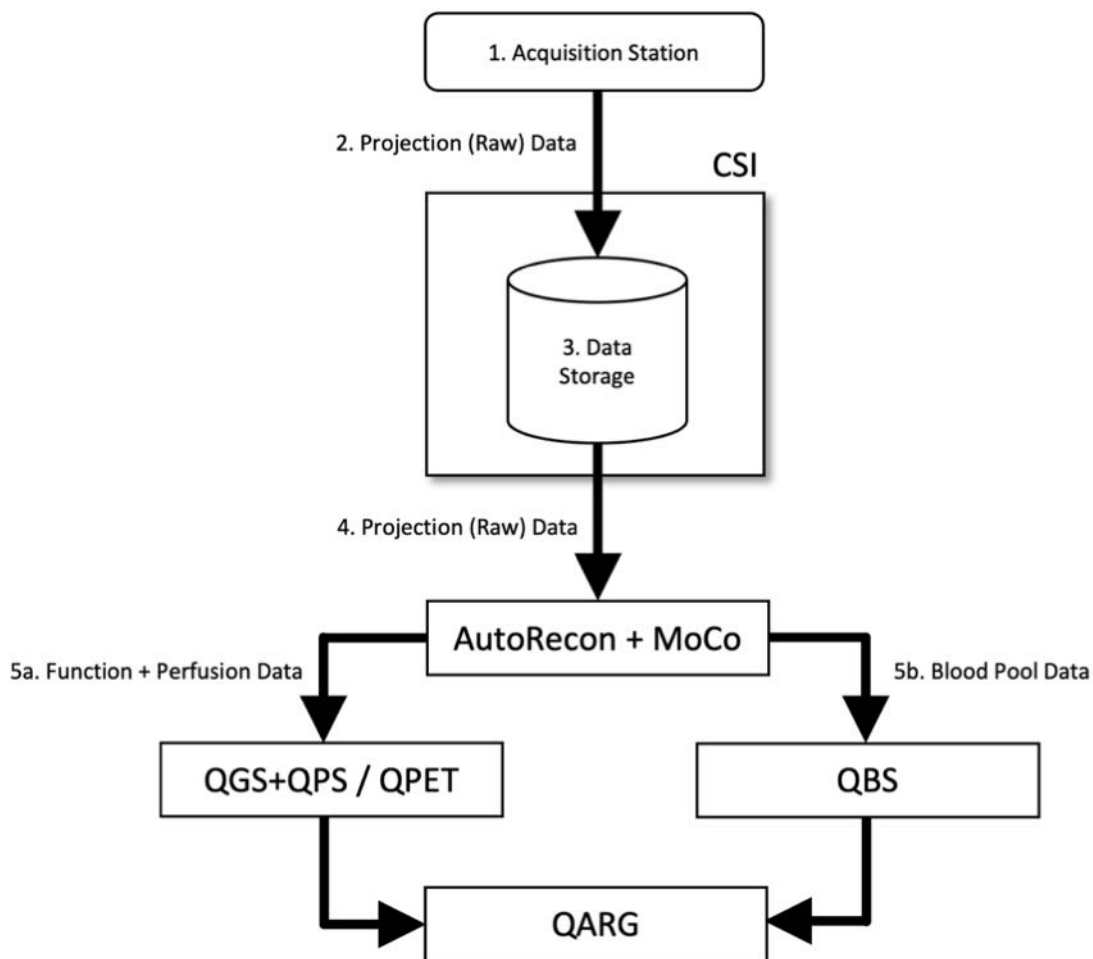 1. Acquisition Station
2. Projection (Raw) Data
CSI
3. Data
Storage
4. Projection (Raw) Data
AutoRecon + MoCo
5a. Function + Perfusion Data
5b. Blood Pool Data
QGS+QPS / QPET
QBS
QARG